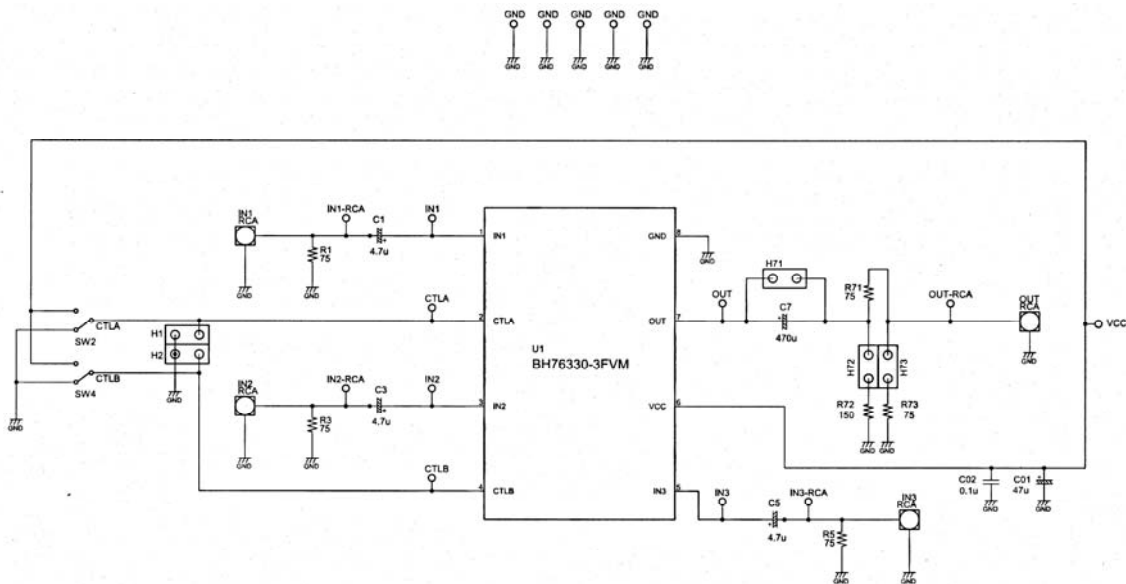 GND GND GND GND GND
GND GND GND GND GND
IN1
RCA
IN1-RCA
C1
4.7u
IN1
R1
75
GND
GND
1
IN1
8
GND
GND
H71
CTLA
2
CTLA
OUT
7
OUT
C7
470u
R71
75
OUT-RCA
OUT
RCA
GND
VCC
CTLA
SW2
H1
H2
CTLB
SW4
GND
GND
U1
BH76330-3FVM
H72
H73
IN2
RCA
IN2-RCA
C3
4.7u
IN2
R3
75
GND
GND
3
IN2
VCC
6
R72
150
R73
75
GND
GND
CTLB
4
CTLB
IN3
5
IN3
C5
4.7u
IN3-RCA
IN3
RCA
R5
75
GND
GND
C02
0.1u
C01
47u
GND
GND